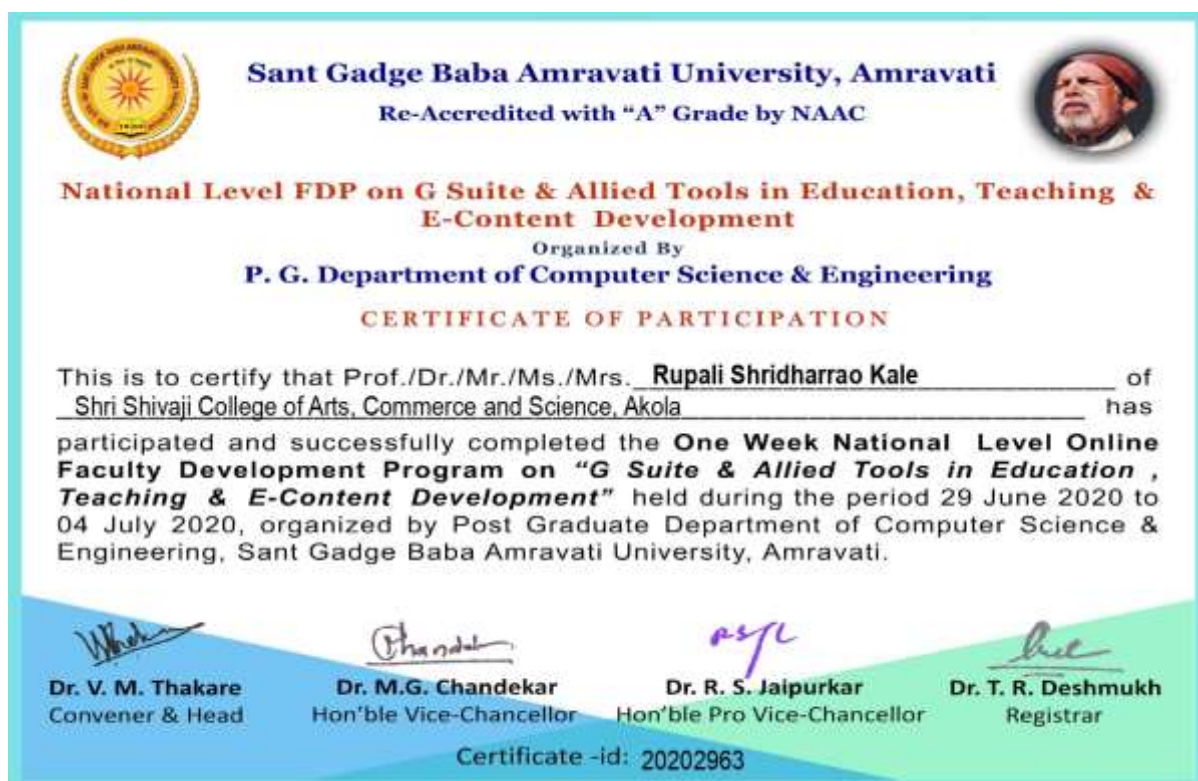 Sant Gadge Baba Amravati University, Amravati
Re-Accredited with “A” Grade by NAAC
National Level FDP on G Suite & Allied Tools in Education, Teaching &
E-Content Development
Organized By
P. G. Department of Computer Science & Engineering
CERTIFICATE OF PARTICIPATION
This is to certify that Prof./Dr./Mr./Ms./Mrs. Rupali Shridharrao Kale of
Shri Shivaji College of Arts, Commerce and Science, Akola has
participated and successfully completed the One Week National Level Online
Faculty Development Program on “G Suite & Allied Tools in Education ,
Teaching & E-Content Development” held during the period 29 June 2020 to
04 July 2020, organized by Post Graduate Department of Computer Science &
Engineering, Sant Gadge Baba Amravati University, Amravati.
Dr. V. M. Thakare Dr. M.G. Chandekar Dr. R. S. Jaipurkar Dr. T. R. Deshmukh
Convener & Head Hon’ble Vice-Chancellor Hon’ble Pro Vice-Chancellor Registrar
Certificate -id: 20202963